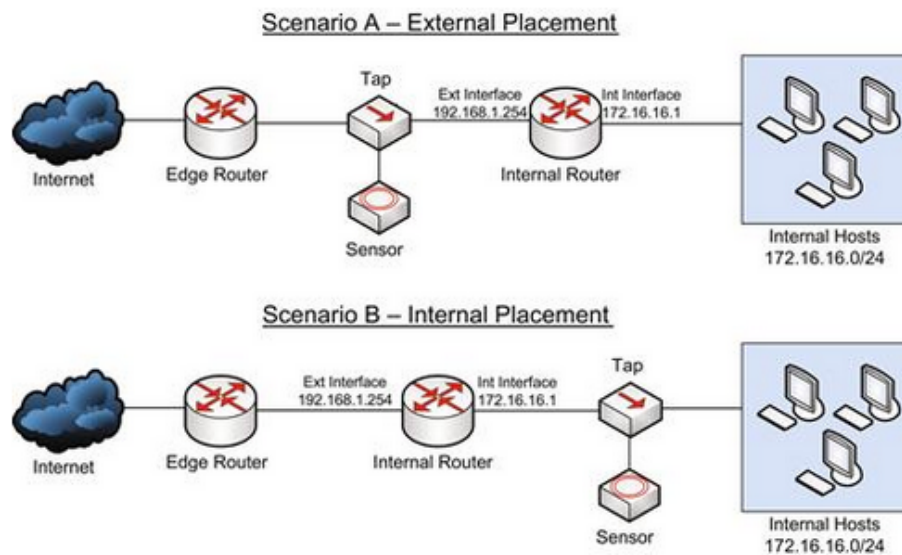 Scenario A – External Placement
Tap
Ext Interface
192.168.1.254
Int Interface
172.16.16.1
Internet
Edge Router
Internal Router
Sensor
Internal Hosts
172.16.16.0/24
Scenario B – Internal Placement
Tap
Ext Interface
192.168.1.254
Int Interface
172.16.16.1
Internet
Edge Router
Internal Router
Sensor
Internal Hosts
172.16.16.0/24